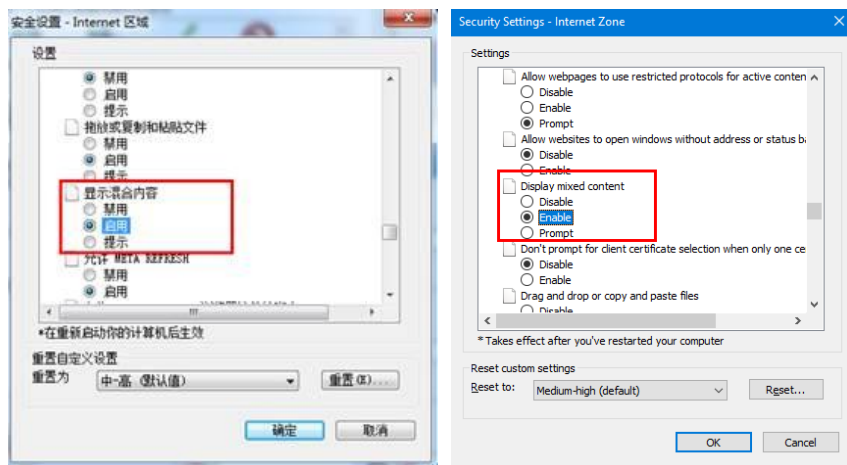 安全设置 - Internet 区域
设置
禁用
启用
提示
拖放或复制和粘贴文件
禁用
启用
提示
显示混合内容
禁用
启用
提示
允许 META REFRESH
禁用
启用
*在重新启动你的计算机后生效
重置自定义设置
重置为
中-高 (默认值)
重置(E)...
确定
取消
Security Settings - Internet Zone
Settings
Allow webpages to use restricted protocols for active conten
Disable
Enable
Prompt
Allow websites to open windows without address or status ba
Disable
Enable
Display mixed content
Disable
Enable
Prompt
Don't prompt for client certificate selection when only one ce
Disable
Enable
Drag and drop or copy and paste files
Disable
*Takes effect after you've restarted your computer
Reset custom settings
Reset to:
Medium-high (default)
Reset...
OK
Cancel